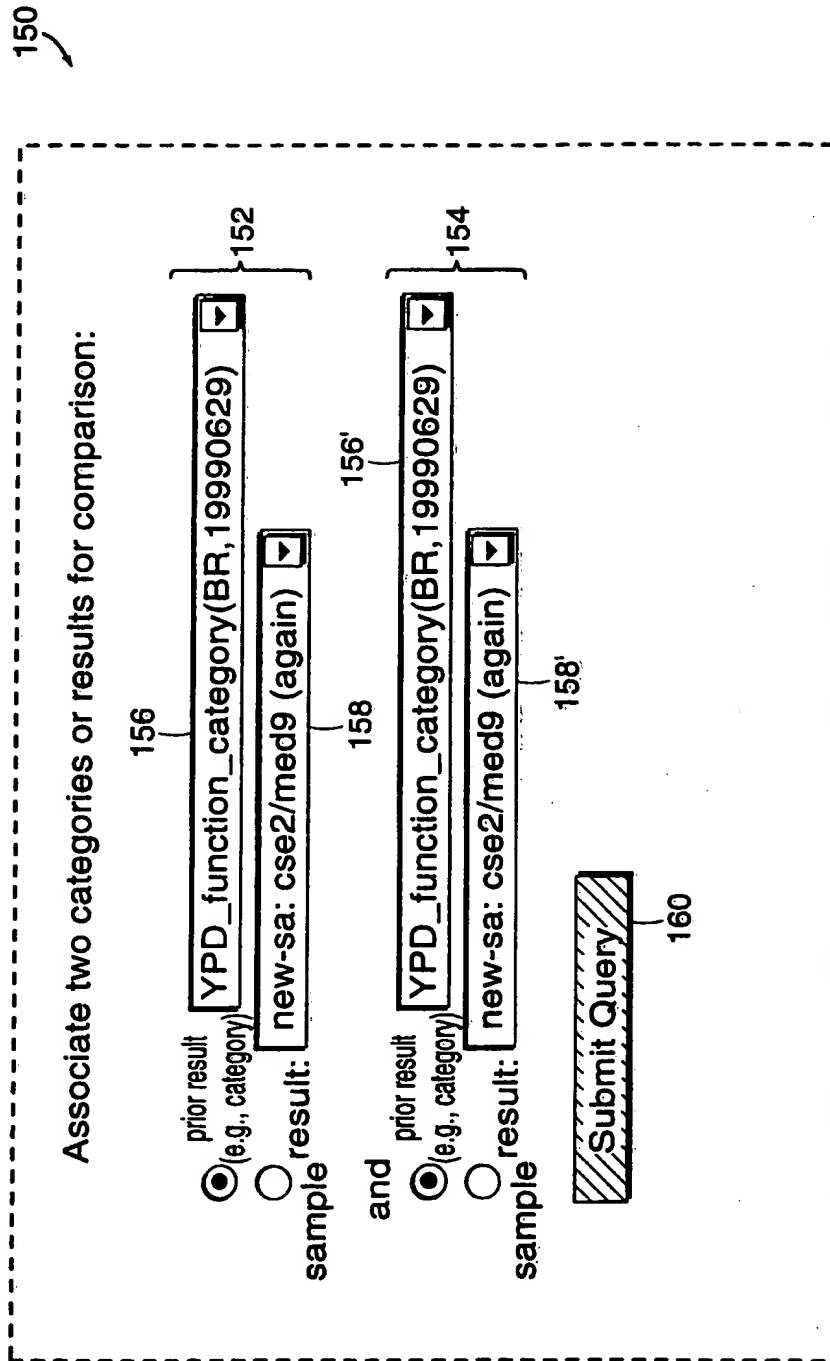 150
Associate two categories or results for comparison:
156
prior result
(e.g., category)
YPD_function_category(BR,19990629)
152
sample result:
new-sa: cse2/med9 (again)
158
and
156'
prior result
(e.g., category)
YPD_function_category(BR,19990629)
154
sample result:
new-sa: cse2/med9 (again)
158'
Submit Query
160